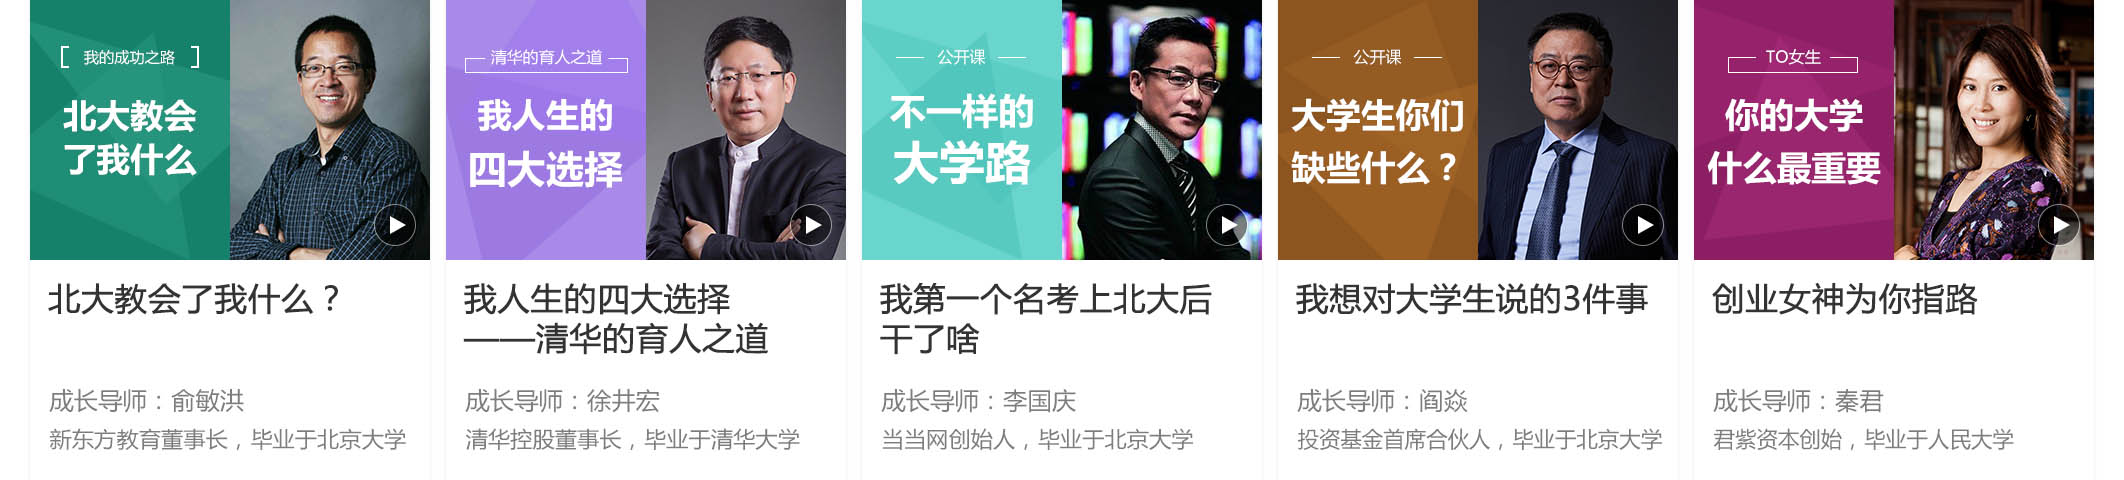 我的成功之路
北大教会
了我什么
北大教会了我什么？
成长导师：俞敏洪
新东方教育董事长，毕业于北京大学
清华的育人之道
我人生的
四大选择
我人生的四大选择
——清华的育人之道
成长导师：徐井宏
清华控股董事长，毕业于清华大学
公开课
不一样的
大学路
我第一个名考上北大后
干了啥
成长导师：李国庆
当当网创始人，毕业于北京大学
公开课
大学生你们
缺些什么？
我想对大学生说的3件事
成长导师：阎焱
投资基金首席合伙人，毕业于北京大学
TO女生
你的大学
什么最重要
创业女神为你指路
成长导师：秦君
君紫资本创始，毕业于人民大学